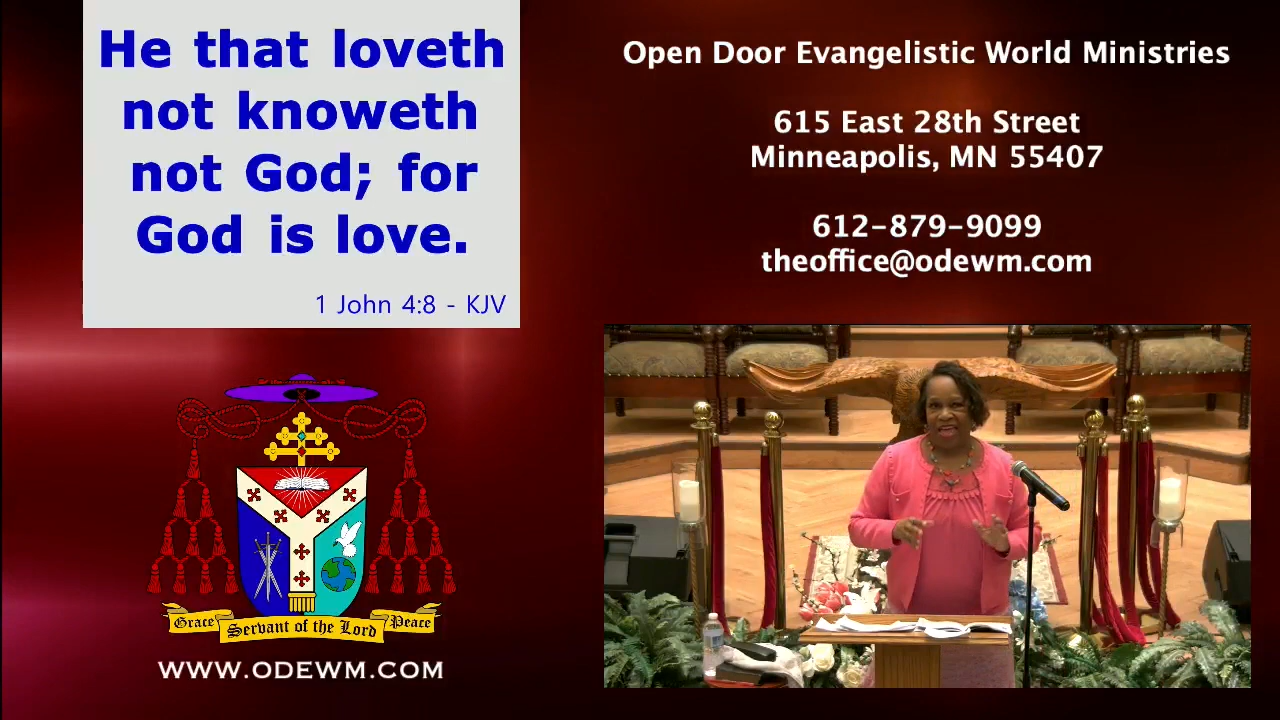 He that loveth
not knoweth
not God; for
God is love.
1 John 4:8 - KJV
Open Door Evangelistic World Ministries
615 East 28th Street
Minneapolis, MN 55407
612-879-9099
theoffice@odewm.com
Grace
Servant of the Lord
Peace
WWW.ODEWM.COM